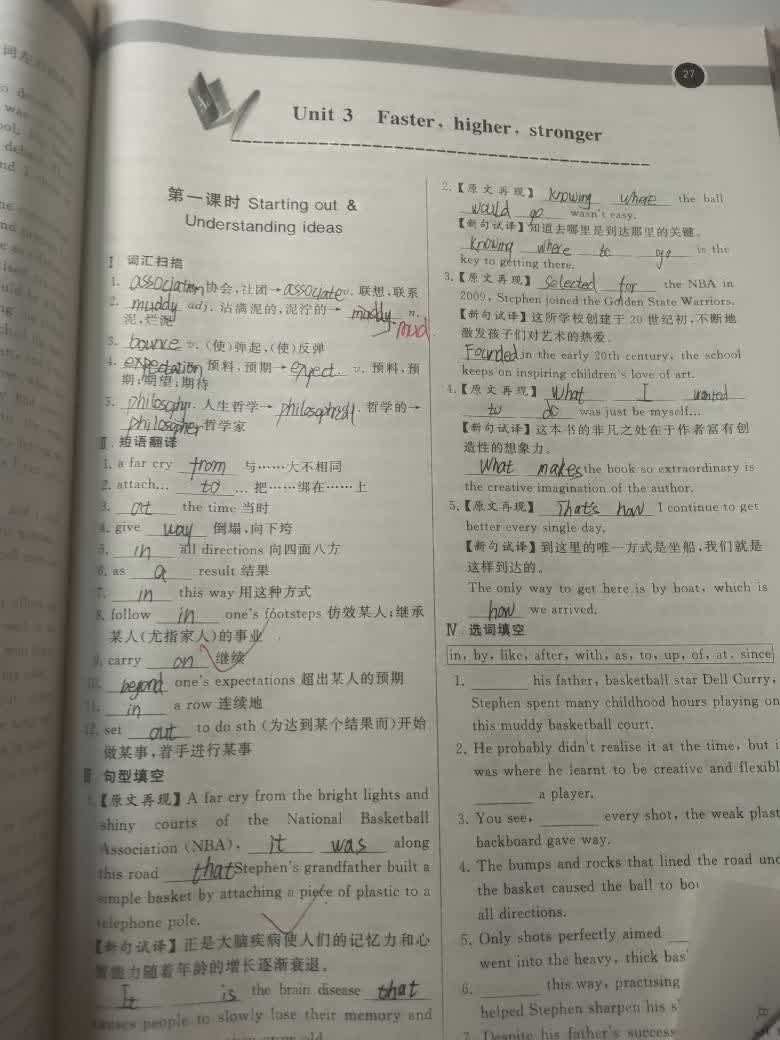 27
Unit 3 Faster, higher, stronger
第一课时 Starting out &
Understanding ideas
Ⅰ 词汇扫描
1. association 协会,社团→associate v. 联想,联系
2. muddy adj. 沾满泥的,泥泞的→ muddy n.
泥,烂泥 mud
3. bounce v. (使)弹起,(使)反弹
4. expectation 预料,预期→expect v. 预料,预
期;期望;期待
5. 人生哲学→ 哲学的→
philosopher 哲学家
Ⅱ. 短语翻译
1. a far cry from 与……大不相同
2. attach... to ... 把……绑在……上
3. at the time 当时
4. give way 倒塌,向下垮
5. in all directions 向四面八方
6. as a result 结果
7. in this way 用这种方式
8. follow in one's footsteps 仿效某人;继承
某人(尤指家人)的事业
9. carry on 继续
10. beyond one's expectations 超出某人的预期
11. in a row 连续地
12. set out to do sth (为达到某个结果而)开始
做某事,着手进行某事
Ⅲ 句型填空
1.【原文再现】A far cry from the bright lights and
shiny courts of the National Basketball
Association (NBA), it was along
this road that Stephen's grandfather built a
simple basket by attaching a piece of plastic to a
telephone pole.
【新句试译】正是大脑疾病使人们的记忆力和心
智能力随着年龄的增长逐渐衰退。
It is the brain disease that
causes people to slowly lose their memory and
2.【原文再现】 knowing where the ball
would go wasn't easy.
【新句试译】知道去哪里是到达那里的关键。
knowing where to go is the
key to getting there.
3.【原文再现】 Selected for the NBA in
2009, Stephen joined the Golden State Warriors.
【新句试译】这所学校创建于 20 世纪初,不断地
激发孩子们对艺术的热爱。
Founded in the early 20th century, the school
keeps on inspiring children's love of art.
4.【原文再现】 What I wanted
to do was just be myself...
【新句试译】这本书的非凡之处在于作者富有创
造性的想象力。
What makes the book so extraordinary is
the creative imagination of the author.
5.【原文再现】 That's how I continue to get
better every single day.
【新句试译】到这里的唯一方式是坐船,我们就是
这样到达的。
The only way to get here is by boat, which is
how we arrived.
Ⅳ 选词填空
in, by, like, after, with, as, to, up, of, at, since
1. ______ his father, basketball star Dell Curry,
Stephen spent many childhood hours playing on
this muddy basketball court.
2. He probably didn't realise it at the time, but i
was where he learnt to be creative and flexibl
______ a player.
3. You see, ______ every shot, the weak plast
backboard gave way.
4. The bumps and rocks that lined the road und
the basket caused the ball to bou
all directions.
5. Only shots perfectly aimed
went into the heavy, thick bas
6. ______ this way, practising
helped Stephen sharpen his s
7. Despite his father's success